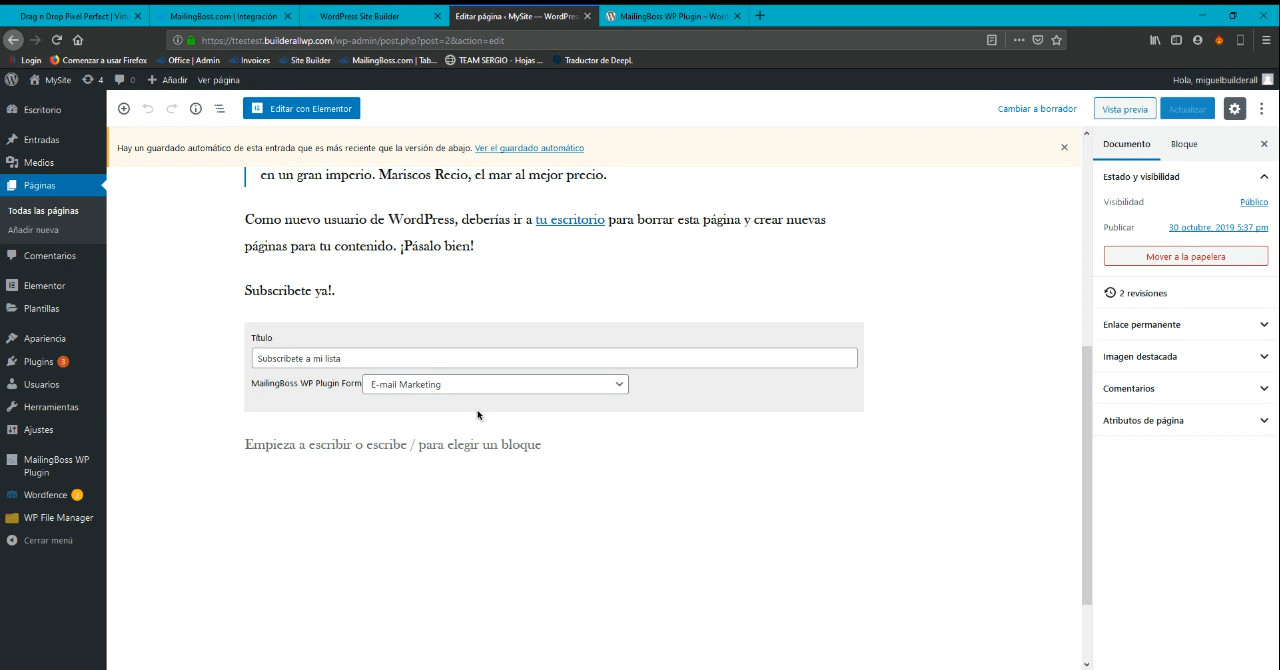 Drag n Drop Pixel Perfect | Virtu
MailingBoss.com | Integración
WordPress Site Builder
Editar página ‹ MySite — WordPres
MailingBoss WP Plugin – Wor
https://ttestest.builderallwp.com/wp-admin/post.php?post=2&action=edit
Login
Comenzar a usar Firefox
Office | Admin
Invoices
Site Builder
MailingBoss.com | Tab...
TEAM SERGIO - Hojas ...
Traductor de DeepL
MySite
4
0
Añadir
Ver página
Hola, miguelbuilderall
Escritorio
Entradas
Medios
Páginas
Todas las páginas
Añadir nueva
Comentarios
Elementor
Plantillas
Apariencia
Plugins 3
Usuarios
Herramientas
Ajustes
MailingBoss WP
Plugin
Wordfence 2
WP File Manager
Cerrar menú
Editar con Elementor
Cambiar a borrador
Vista previa
Actualizar
Hay un guardado automático de esta entrada que es más reciente que la versión de abajo. Ver el guardado automático
en un gran imperio. Mariscos Recio, el mar al mejor precio.
Como nuevo usuario de WordPress, deberías ir a tu escritorio para borrar esta página y crear nuevas
páginas para tu contenido. ¡Pásalo bien!
Subscribete ya!.
Título
Subscribete a mi lista
MailingBoss WP Plugin Form
E-mail Marketing
Empieza a escribir o escribe / para elegir un bloque
Documento
Bloque
Estado y visibilidad
Visibilidad
Público
Publicar
30 octubre, 2019 5:37 pm
Mover a la papelera
2 revisiones
Enlace permanente
Imagen destacada
Comentarios
Atributos de página